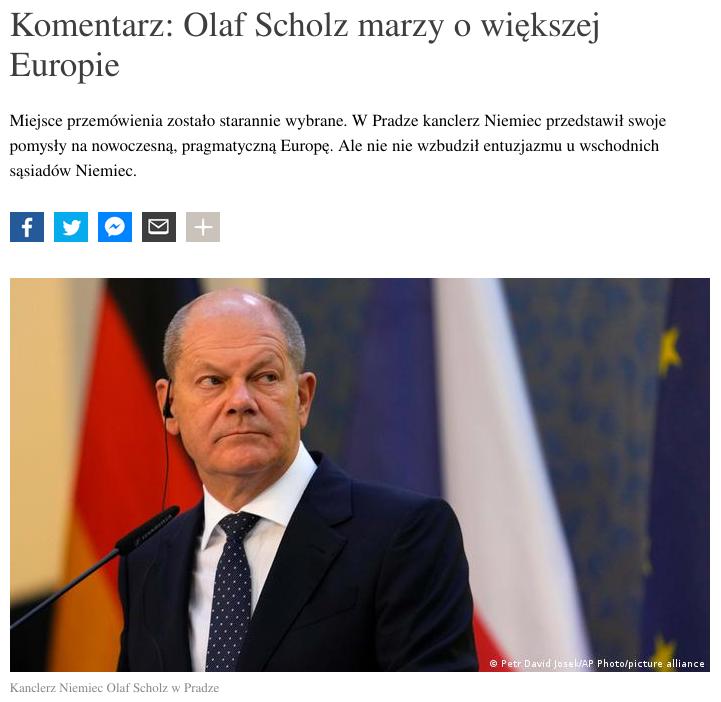 Komentarz: Olaf Scholz marzy o większej
Europie
Miejsce przemówienia zostało starannie wybrane. W Pradze kanclerz Niemiec przedstawił swoje
pomysły na nowoczesną, pragmatyczną Europę. Ale nie nie wzbudził entuzjazmu u wschodnich
sąsiadów Niemiec.
© Petr David Josek/AP Photo/picture alliance
Kanclerz Niemiec Olaf Scholz w Pradze